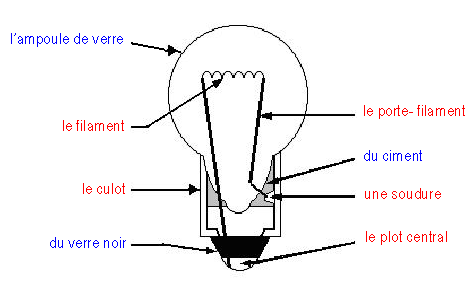 l'ampoule de verre
le filament
le porte-filament
du ciment
le culot
une soudure
du verre noir
le plot central